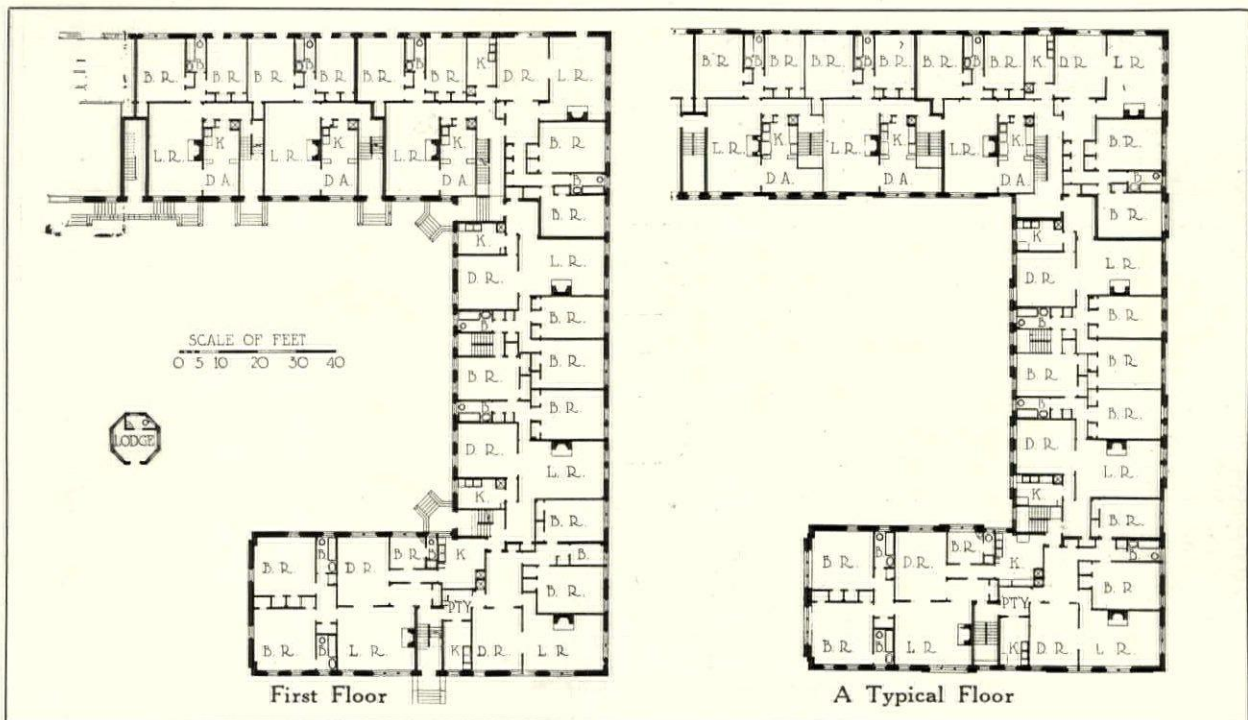 B.R. B R B R B.R. B.R. B.R. K D.R. L.R.
L.R. K. L.R. K L.R. K. B.R
D.A. D A. D A. B
B.R.
K. L.R.
D.R.
B B.R.
B.R. B.R.
B B.R.
D.R. L.R.
K. B.R.
B.R. B D.R. B.R. B K B.
B.R.
PTY
B.R. B L.R. K D.R. L.R.
SCALE OF FEET
0 5 10 20 30 40
LODGE
First Floor
B.R. B B.R. B.R. B.R. B.R. B.R. K D.R. L.R.
L.R. K L.R. K L.R. K B.R.
D.A. D.A. D.A. B
B.R.
K L.R.
D.R.
B B.R.
B.R. B.R.
B B.R.
D.R. L.R.
K B.R.
B.R. B D.R. B.R. K. B
B.R
PTY
B.R. B L.R. K D.R. L.R.
A Typical Floor